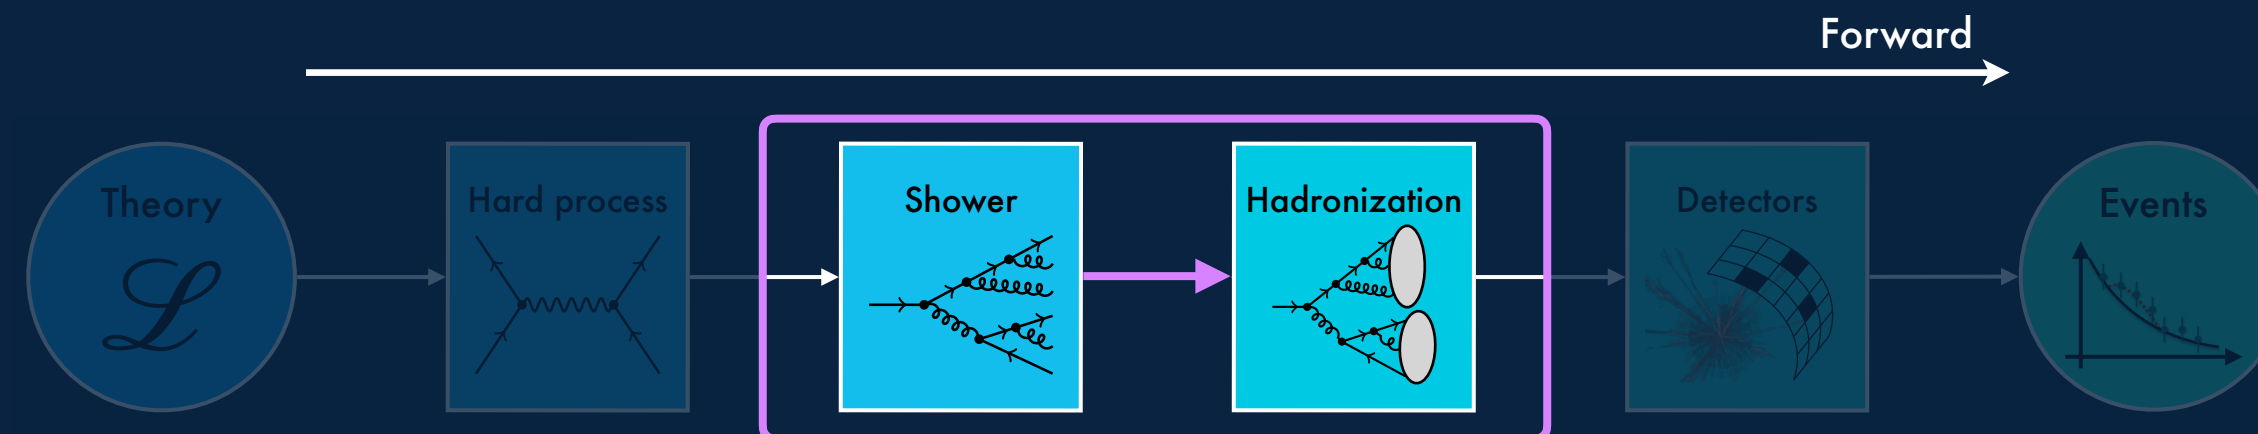 Forward
Theory
ℒ
Hard process
Shower
Hadronization
Detectors
Events